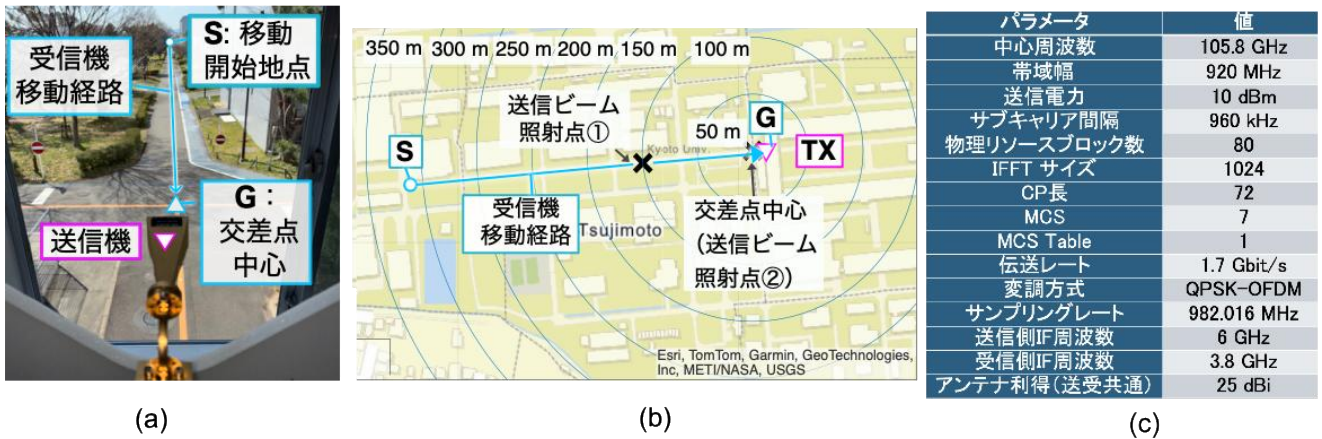 S: 移動
開始地点
受信機
移動経路
G：
交差点
中心
送信機
(a)
350 m 300 m 250 m 200 m 150 m 100 m
送信ビーム
照射点①
50 m
G
S
TX
Kyoto Univ.
受信機
移動経路
Tsujimoto
交差点中心
（送信ビーム
照射点②）
Esri, TomTom, Garmin, GeoTechnologies,
Inc, METI/NASA, USGS
(b)
パラメータ 値
中心周波数 105.8 GHz
帯域幅 920 MHz
送信電力 10 dBm
サブキャリア間隔 960 kHz
物理リソースブロック数 80
IFFT サイズ 1024
CP長 72
MCS 7
MCS Table 1
伝送レート 1.7 Gbit/s
変調方式 QPSK-OFDM
サンプリングレート 982.016 MHz
送信側IF周波数 6 GHz
受信側IF周波数 3.8 GHz
アンテナ利得（送受共通） 25 dBi
(c)